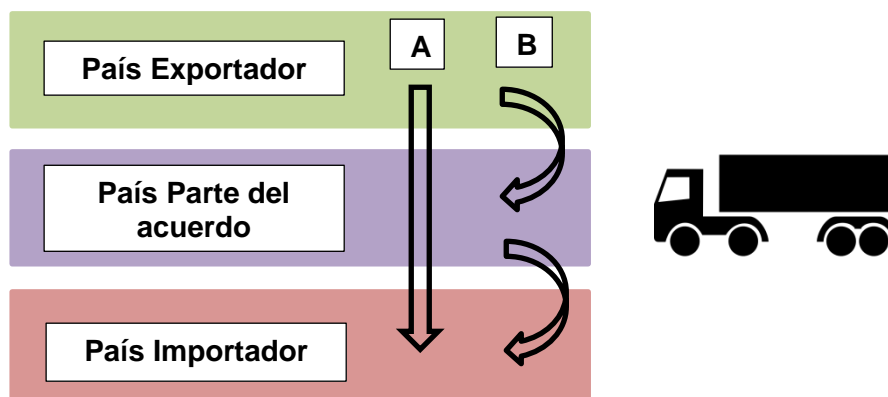 País Exportador
A
B
País Parte del
acuerdo
País Importador